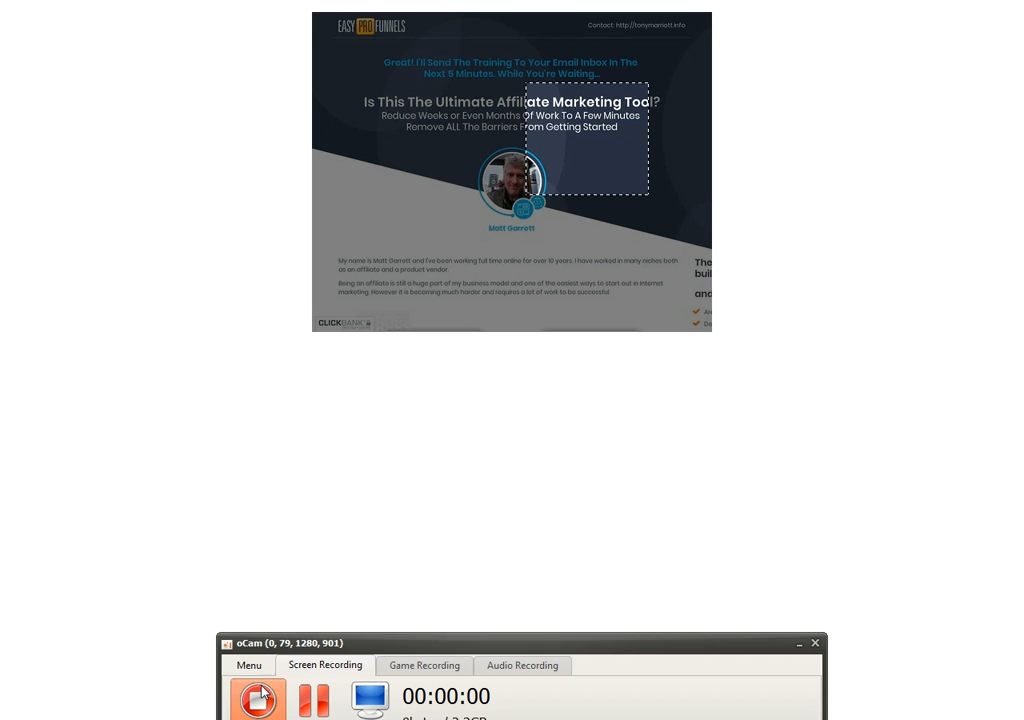 EASY PRO FUNNELS
Contact: http://tonymarriott.info
Great! I'll Send The Training To Your Email Inbox In The
Next 5 Minutes. While You're Waiting...
Is This The Ultimate Affiliate Marketing Tool?
Reduce Weeks or Even Months Of Work To A Few Minutes
Remove ALL The Barriers From Getting Started
Matt Garrett
My name is Matt Garrett and I've been working full time online for over 10 years. I have worked in many niches both
as an affiliate and a product vendor.
Being an affiliate is still a huge part of my business model and one of the easiest ways to start out in Internet
marketing. However it is becoming much harder and requires a lot of work to be successful.
The
buil
and
Do
CLICKBANK
oCam (0, 79, 1280, 901)
Menu
Screen Recording
Game Recording
Audio Recording
00:00:00